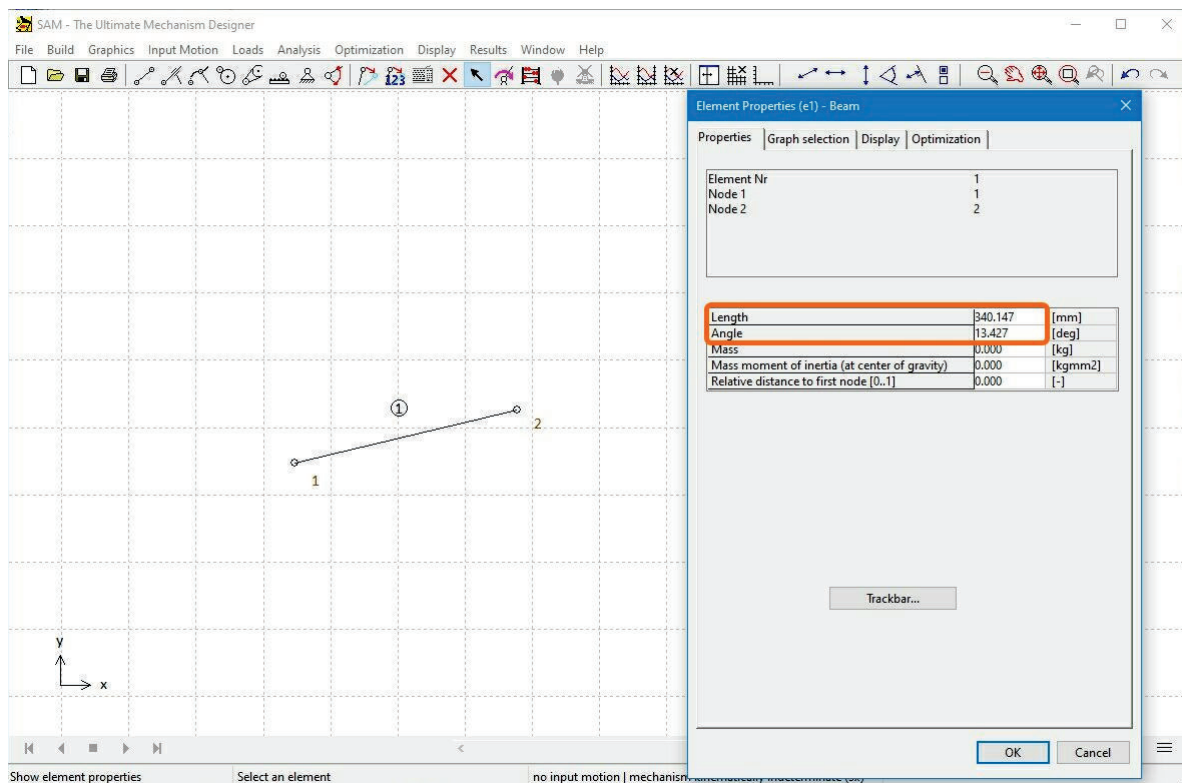 SAM - The Ultimate Mechanism Designer
File Build Graphics Input Motion Loads Analysis Optimization Display Results Window Help
123
Element Properties (e1) - Beam
Properties Graph selection Display Optimization
Element Nr 1
Node 1 1
Node 2 2
Length 340.147 [mm]
Angle 13.427 [deg]
Mass 0.000 [kg]
Mass moment of inertia (at center of gravity) 0.000 [kgmm2]
Relative distance to first node [0..1] 0.000 [-]
1
2
1
Trackbar...
y
x
OK Cancel
Show element properties Select an element no input motion | mechanism kinematically indeterminate (3x)